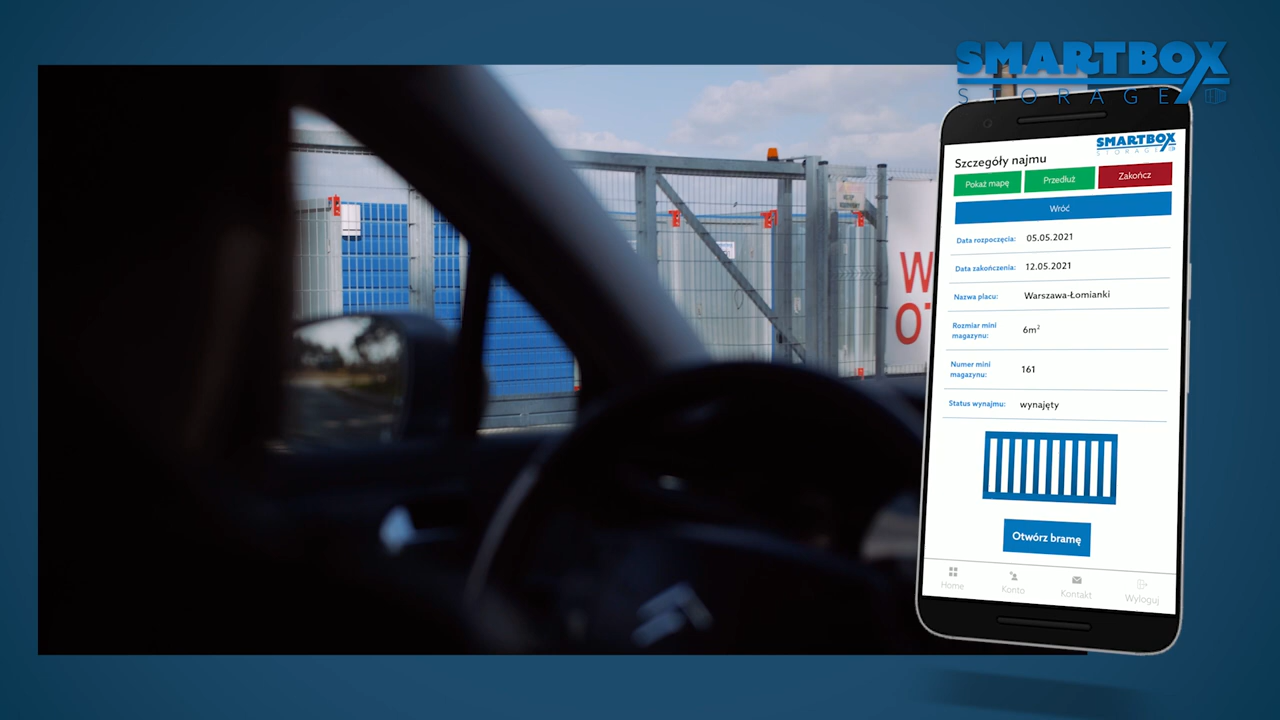 SMARTBOX
STORAGE
SMARTBOX
STORAGE
Szczegóły najmu
Pokaż mapę
Przedłuż
Zakończ
Wróć
Data rozpoczęcia: 05.05.2021
Data zakończenia: 12.05.2021
Nazwa placu: Warszawa-Łomianki
Rozmiar mini
magazynu: 6m²
Numer mini
magazynu: 161
Status wynajmu: wynajęty
Otwórz bramę
Home
Konto
Kontakt
Wyloguj